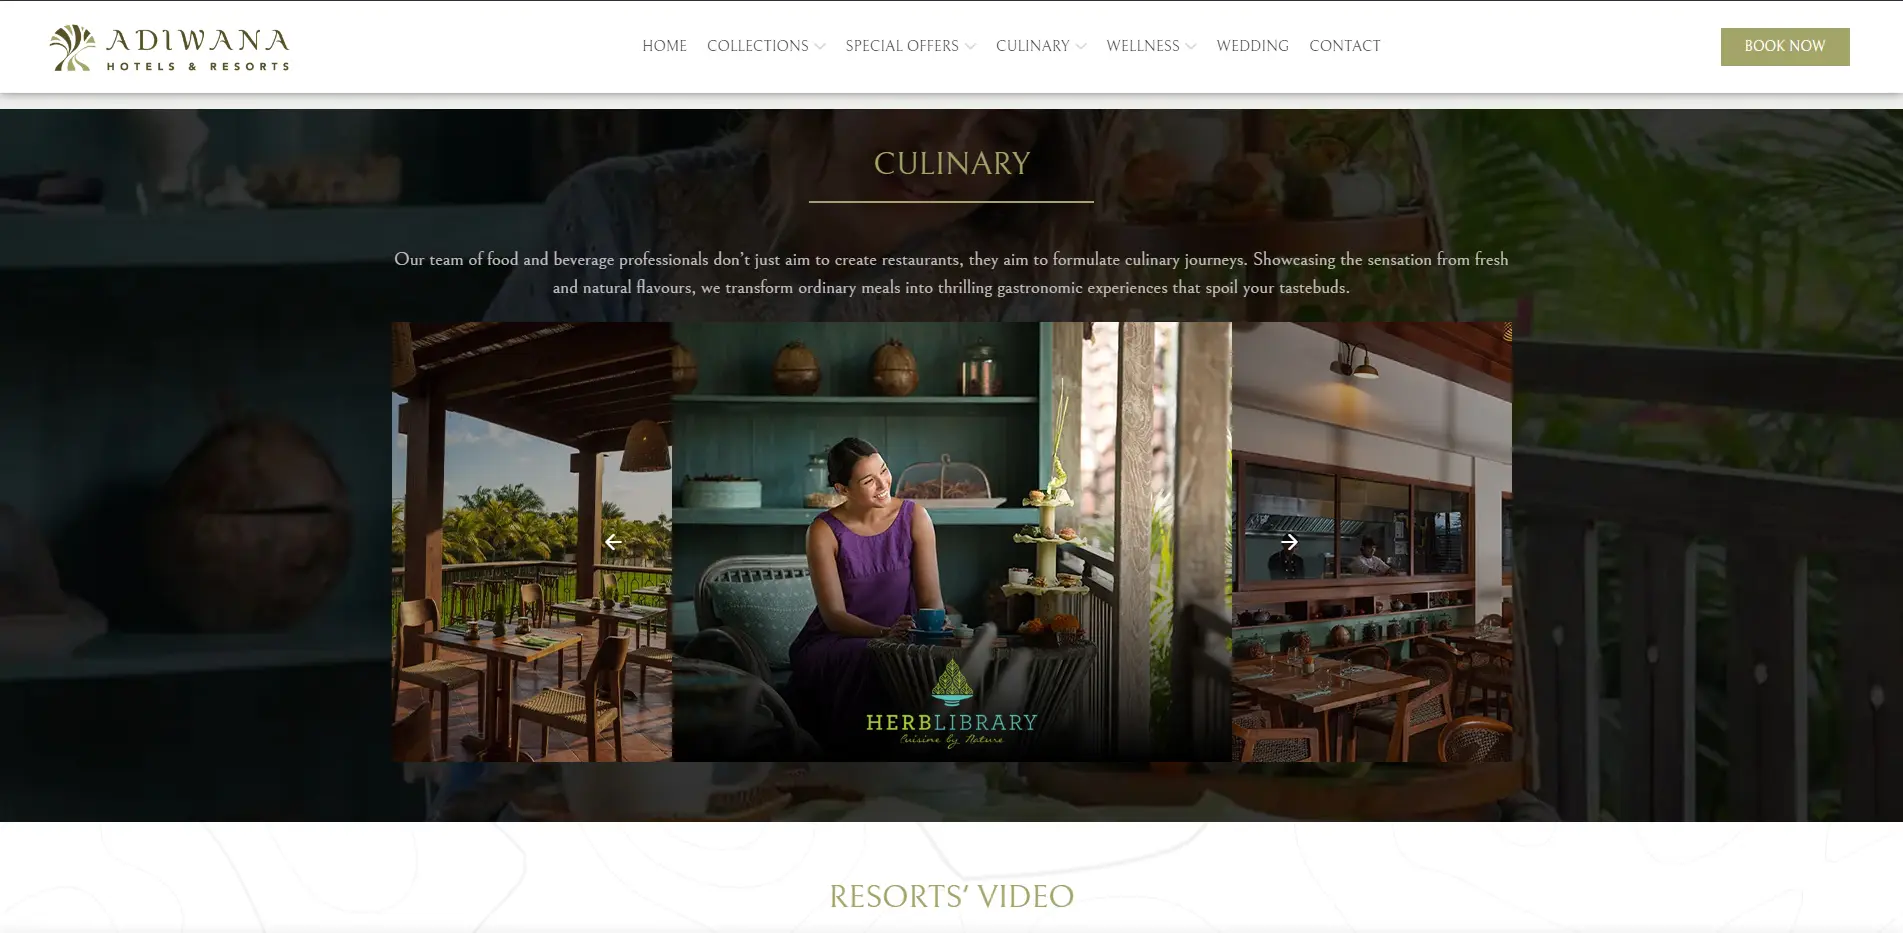 ADIWANA
HOTELS & RESORTS
HOME COLLECTIONS SPECIAL OFFERS CULINARY WELLNESS WEDDING CONTACT
BOOK NOW
CULINARY
Our team of food and beverage professionals don’t just aim to create restaurants, they aim to formulate culinary journeys. Showcasing the sensation from fresh
and natural flavours, we transform ordinary meals into thrilling gastronomic experiences that spoil your tastebuds.
HERBLIBRARY
Cuisine by Nature
RESORTS’ VIDEO